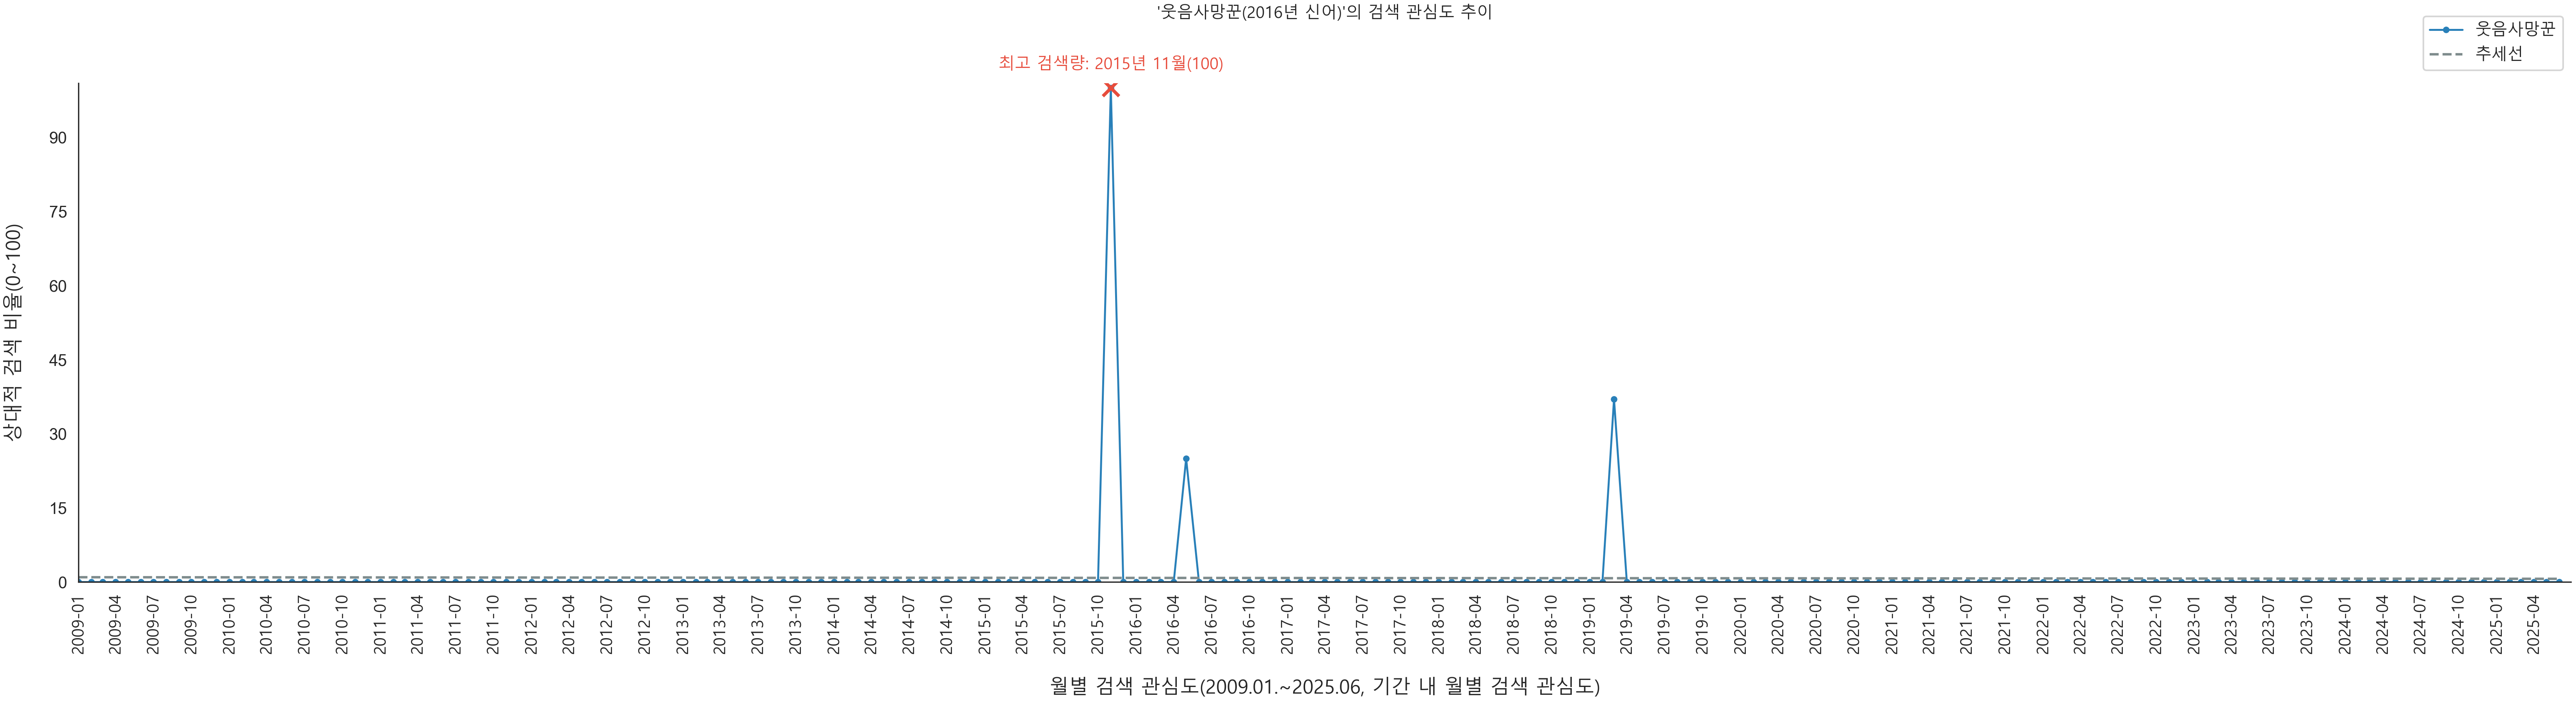 '웃음사망꾼(2016년 신어)'의 검색 관심도 추이
웃음사망꾼
추세선
최고 검색량: 2015년 11월(100)
상대적 검색 비율(0~100)
90
75
60
45
30
15
0
2009-01 2009-04 2009-07 2009-10 2010-01 2010-04 2010-07 2010-10 2011-01 2011-04 2011-07 2011-10 2012-01 2012-04 2012-07 2012-10 2013-01 2013-04 2013-07 2013-10 2014-01 2014-04 2014-07 2014-10 2015-01 2015-04 2015-07 2015-10 2016-01 2016-04 2016-07 2016-10 2017-01 2017-04 2017-07 2017-10 2018-01 2018-04 2018-07 2018-10 2019-01 2019-04 2019-07 2019-10 2020-01 2020-04 2020-07 2020-10 2021-01 2021-04 2021-07 2021-10 2022-01 2022-04 2022-07 2022-10 2023-01 2023-04 2023-07 2023-10 2024-01 2024-04 2024-07 2024-10 2025-01 2025-04
월별 검색 관심도(2009.01.~2025.06, 기간 내 월별 검색 관심도)